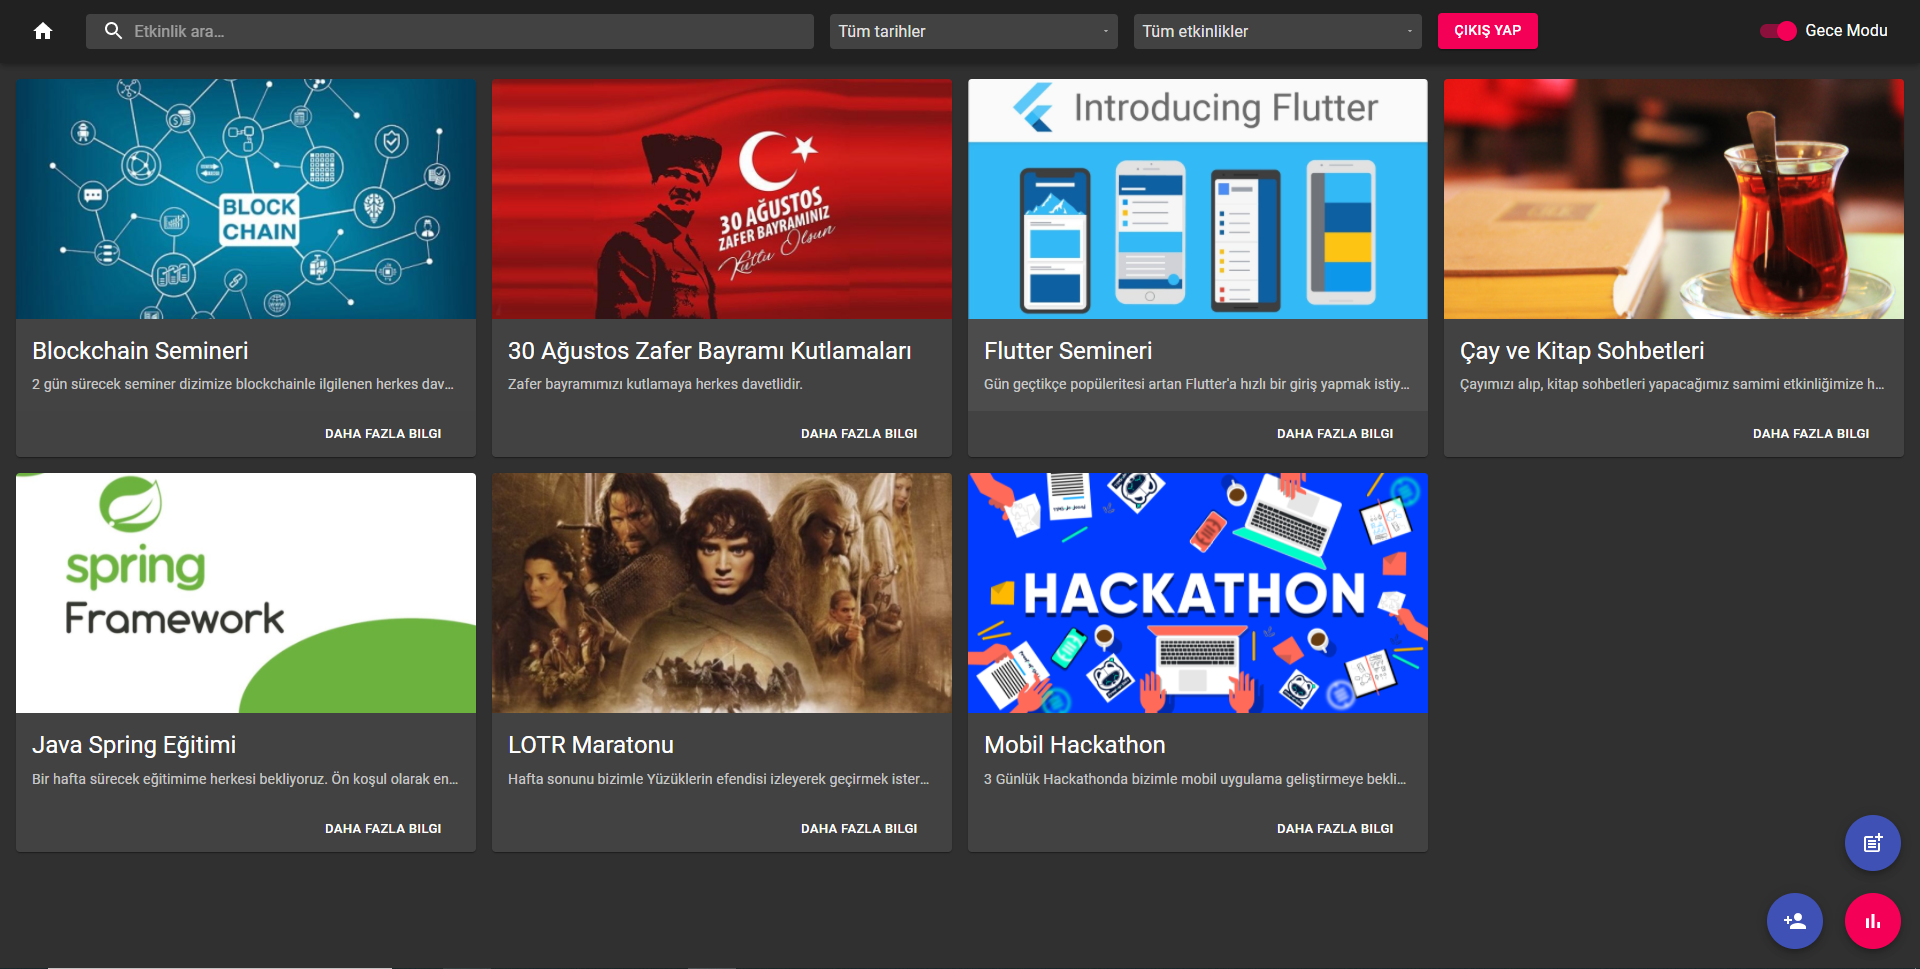 Etkinlik ara...
Tüm tarihler
Tüm etkinlikler
ÇIKIŞ YAP
Gece Modu
BLOCK
CHAIN
30 AĞUSTOS
ZAFER BAYRAMINIZ
Kutlu Olsun
Introducing Flutter
Blockchain Semineri
2 gün sürecek seminer dizimize blockchainle ilgilenen herkes dav...
DAHA FAZLA BILGI
30 Ağustos Zafer Bayramı Kutlamaları
Zafer bayramımızı kutlamaya herkes davetlidir.
DAHA FAZLA BILGI
Flutter Semineri
Gün geçtikçe popüleritesi artan Flutter'a hızlı bir giriş yapmak istiy...
DAHA FAZLA BILGI
Çay ve Kitap Sohbetleri
Çayımızı alıp, kitap sohbetleri yapacağımız samimi etkinliğimize h...
DAHA FAZLA BILGI
spring
Framework
HACKATHON
Java Spring Eğitimi
Bir hafta sürecek eğitimime herkesi bekliyoruz. Ön koşul olarak en...
DAHA FAZLA BILGI
LOTR Maratonu
Hafta sonunu bizimle Yüzüklerin efendisi izleyerek geçirmek ister...
DAHA FAZLA BILGI
Mobil Hackathon
3 Günlük Hackathonda bizimle mobil uygulama geliştirmeye bekli...
DAHA FAZLA BILGI